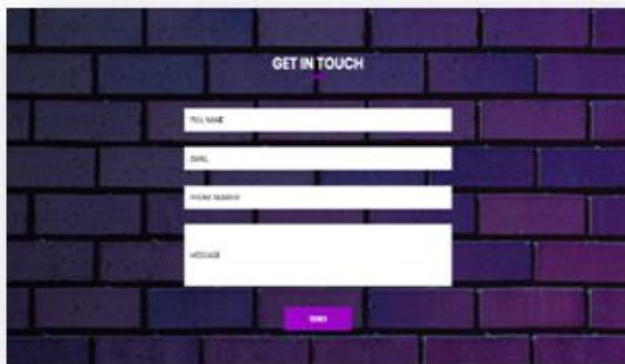 GET IN TOUCH
FULL NAME
EMAIL
PHONE NUMBER
MESSAGE
SEND